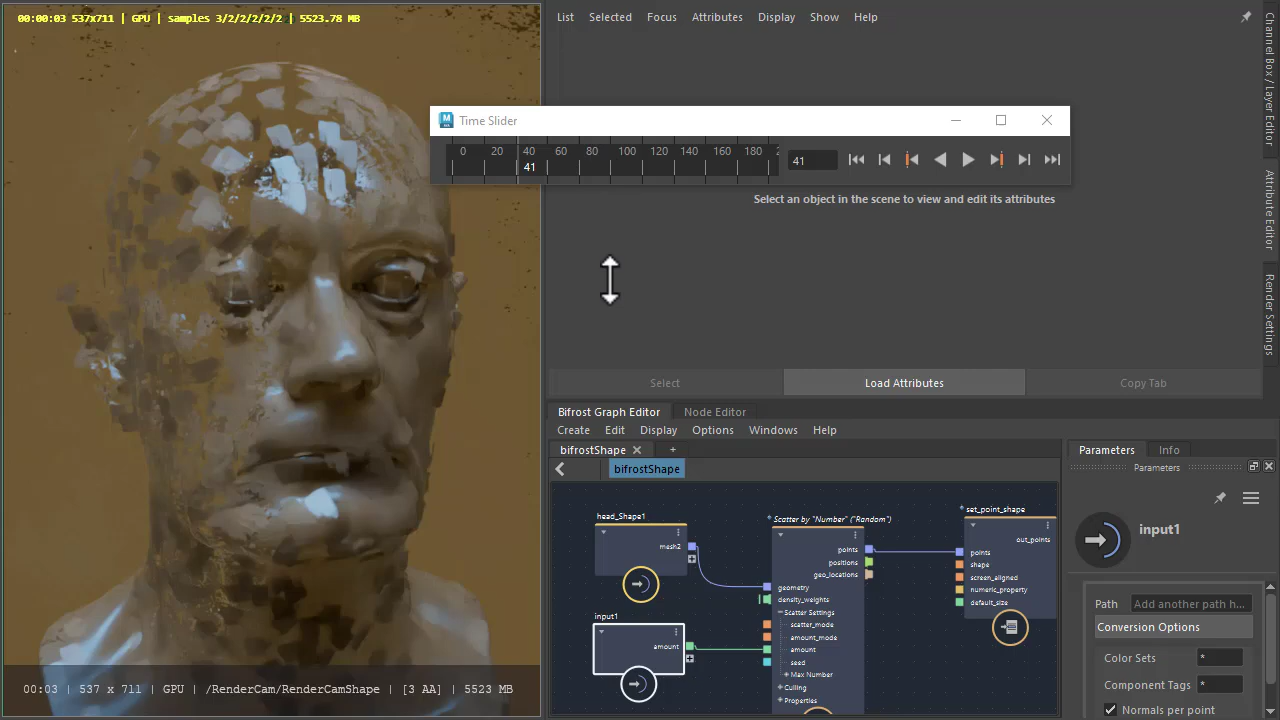 00:00:03 537x711 | GPU | samples 3/2/2/2/2/2 | 5523.78 MB
List Selected Focus Attributes Display Show Help
Channel Box / Layer Editor
Time Slider
0 20 40 60 80 100 120 140 160 180 2
41
41
Attribute Editor
Select an object in the scene to view and edit its attributes
Render Settings
Select Load Attributes Copy Tab
Bifrost Graph Editor Node Editor
Create Edit Display Options Windows Help
bifrostShape +
bifrostShape
Parameters Info
Parameters
head_Shape1
mesh2
input1
amount
* Scatter by "Number" ("Random")
points
positions
geo_locations
geometry
density_weights
Scatter Settings
scatter_mode
amount_mode
amount
seed
Max Number
Culling
Properties
* set_point_shape
out_points
points
shape
screen_aligned
numeric_property
default_size
input1
Path Add another path h...
Conversion Options
Color Sets *
Component Tags *
Normals per point
00:03 | 537 x 711 | GPU | /RenderCam/RenderCamShape | [3 AA] | 5523 MB